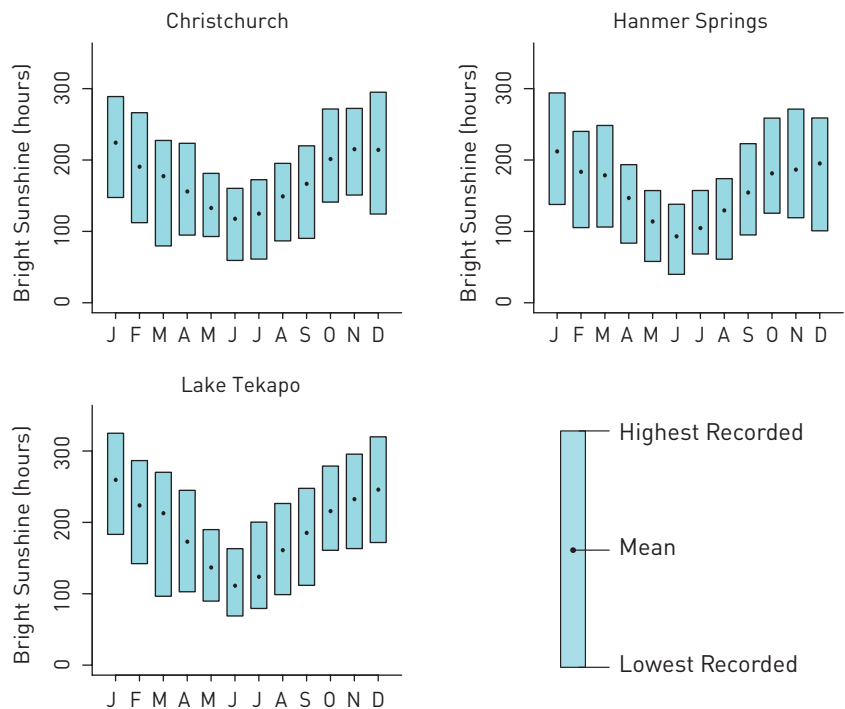 Christchurch
Bright Sunshine (hours)
300
200
100
0
J F M A M J J A S O N D
Hanmer Springs
Bright Sunshine (hours)
300
200
100
0
J F M A M J J A S O N D
Lake Tekapo
Bright Sunshine (hours)
300
200
100
0
J F M A M J J A S O N D
Highest Recorded
Mean
Lowest Recorded